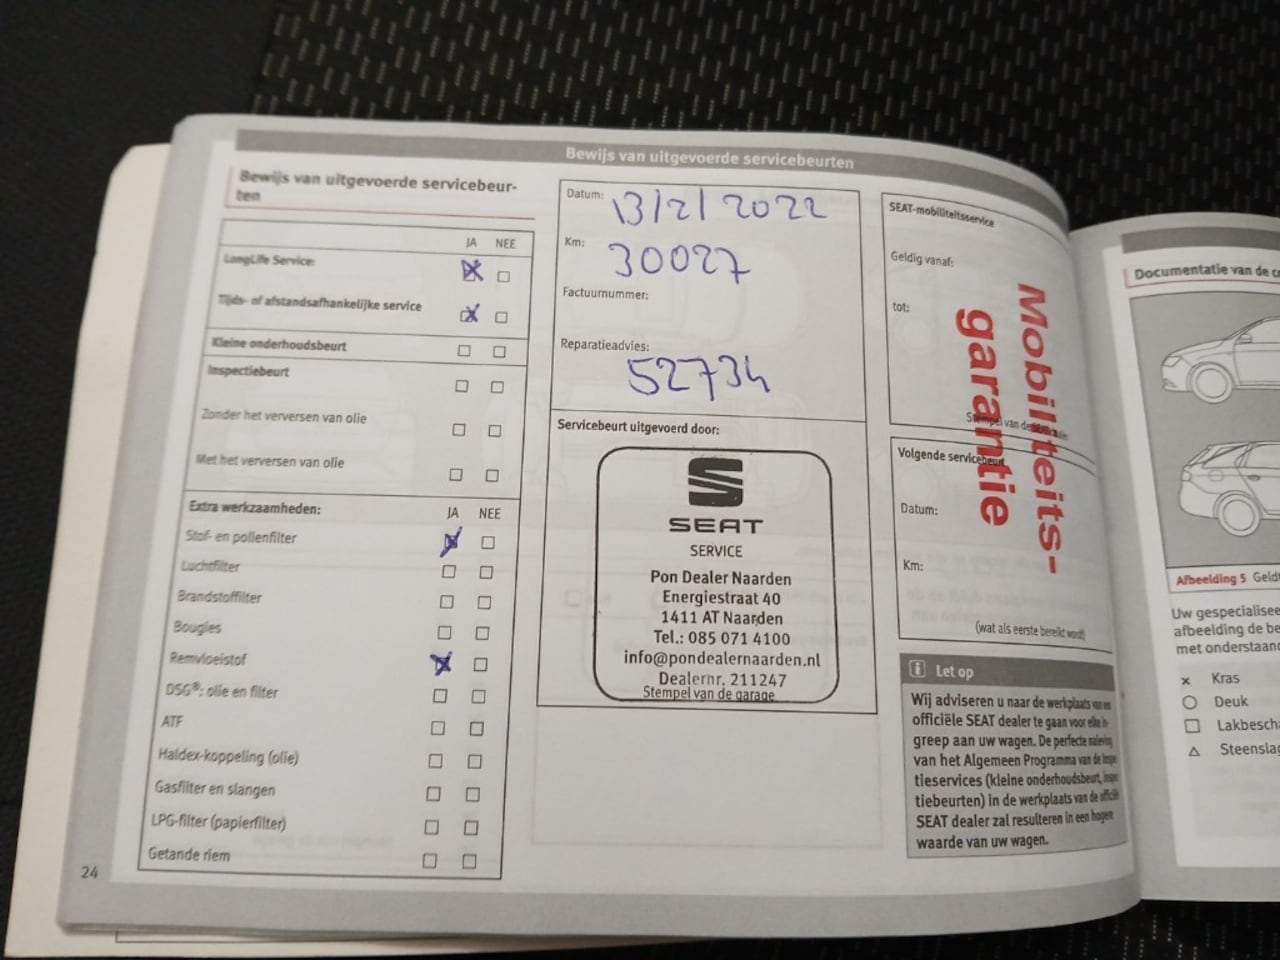 Bewijs van uitgevoerde servicebeurten
Bewijs van uitgevoerde servicebeur-
ten
JA NEE
LongLife Service:
Tijds- of afstandsafhankelijke service
Kleine onderhoudsbeurt
Inspectiebeurt
Zonder het verversen van olie
Met het verversen van olie
Extra werkzaamheden: JA NEE
Stof- en pollenfilter
Luchtfilter
Brandstoffilter
Bougies
Remvloeistof
DSG®: olie en filter
ATF
Haldex-koppeling (olie)
Gasfilter en slangen
LPG-filter (papierfilter)
Getande riem
24
Datum: 13/2/2022
Km: 30027
Factuurnummer:
Reparatieadvies:
52734
Servicebeurt uitgevoerd door:
SEAT
SERVICE
Pon Dealer Naarden
Energiestraat 40
1411 AT Naarden
Tel.: 085 071 4100
info@pondealernaarden.nl
Dealernr. 211247
Stempel van de garage
SEAT-mobiliteitsservice
Geldig vanaf:
tot:
Mobiliteits-
garantie
Stempel van de
Volgende servicebeurt
Datum:
Km:
(wat als eerste bereikt wordt)
Let op
Wij adviseren u naar de werkplaats van een
officiële SEAT dealer te gaan voor elke in-
greep aan uw wagen. De perfecte naleving
van het Algemeen Programma van de Inspec-
tieservices (kleine onderhoudsbeurt, inspec-
tiebeurten) in de werkplaats van de officiële
SEAT dealer zal resulteren in een hogere
waarde van uw wagen.
Documentatie van de
Afbeelding 5
Uw gespecialisee
afbeelding de be
met onderstaand
Kras
Deuk
Lakbescha
Steenslag